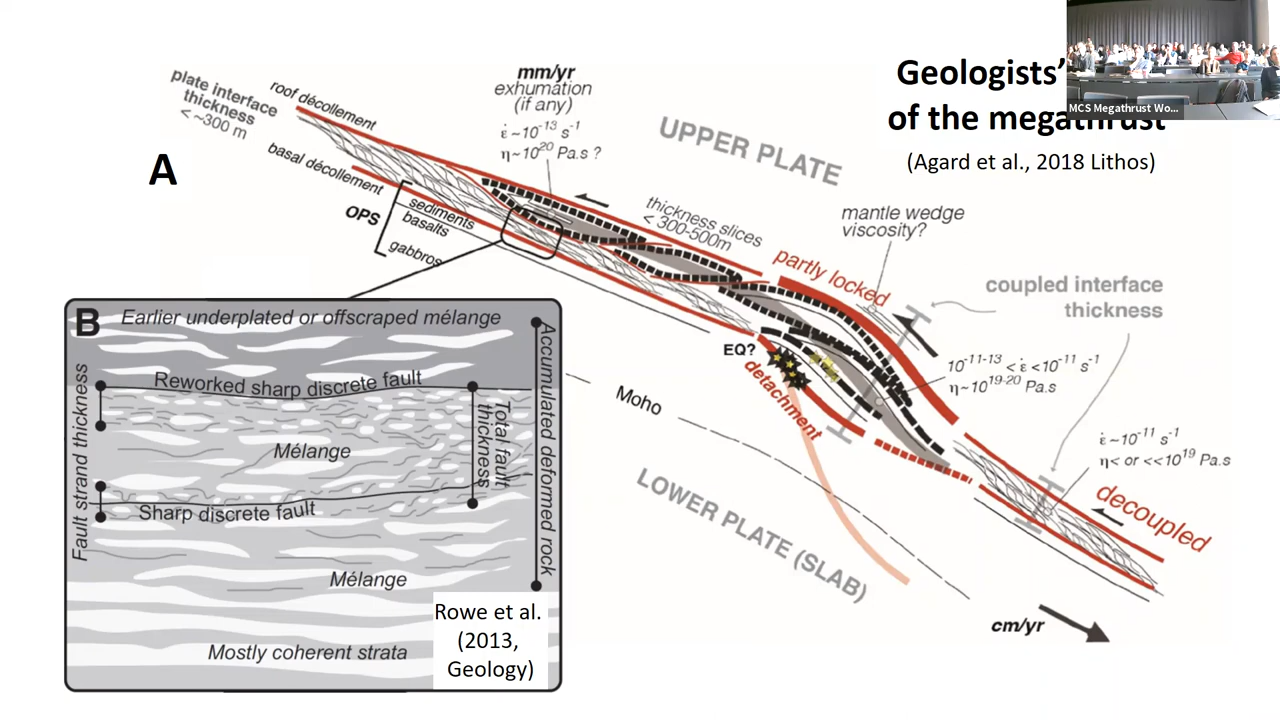 Geologists’
of the megathrust
(Agard et al., 2018 Lithos)
MCS Megathrust Wo...
A
plate interface
thickness
< ~300 m
roof décollement
basal décollement
OPS
sediments
basalts
gabbros
mm/yr
exhumation
(if any)
ε̇ ~10⁻¹³ s⁻¹
η~10²⁰ Pa.s ?
UPPER PLATE
thickness slices
< 300-500m
mantle wedge
viscosity?
partly locked
coupled interface
thickness
10⁻¹¹⁻¹³ < ε̇ <10⁻¹¹ s⁻¹
η~10¹⁹⁻²⁰ Pa.s
EQ?
detachment
Moho
LOWER PLATE (SLAB)
ε̇ ~10⁻¹¹ s⁻¹
η< or <<10¹⁹ Pa.s
decoupled
cm/yr
B
Earlier underplated or offscraped mélange
Reworked sharp discrete fault
Mélange
Sharp discrete fault
Mélange
Mostly coherent strata
Fault strand thickness
Total fault
thickness
Accumulated deformed rock
Rowe et al.
(2013,
Geology)